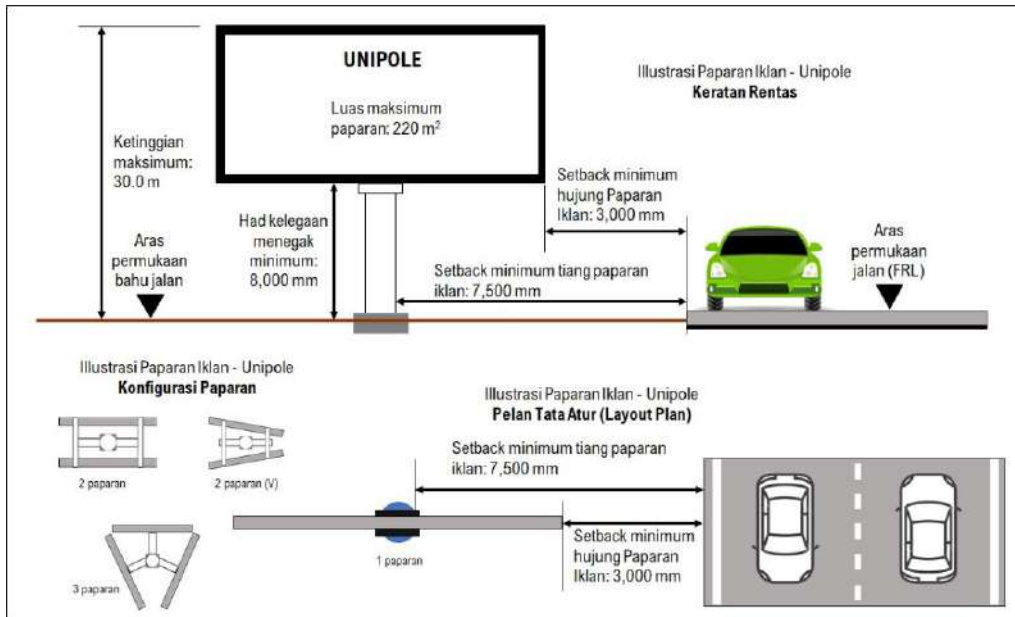 UNIPOLE
Luas maksimum
paparan: 220 m²
Illustrasi Paparan Iklan - Unipole
Keratan Rentas
Ketinggian
maksimum:
30.0 m
Setback minimum
hujung Paparan
Iklan: 3,000 mm
Had kelegaan
menegak
minimum:
8,000 mm
Aras
permukaan
bahu jalan
Setback minimum tiang paparan
iklan: 7,500 mm
Aras
permukaan
jalan (FRL)
Illustrasi Paparan Iklan - Unipole
Konfigurasi Paparan
2 paparan
2 paparan (V)
3 paparan
Illustrasi Paparan Iklan - Unipole
Pelan Tata Atur (Layout Plan)
Setback minimum tiang paparan
iklan: 7,500 mm
1 paparan
Setback minimum
hujung Paparan
Iklan: 3,000 mm